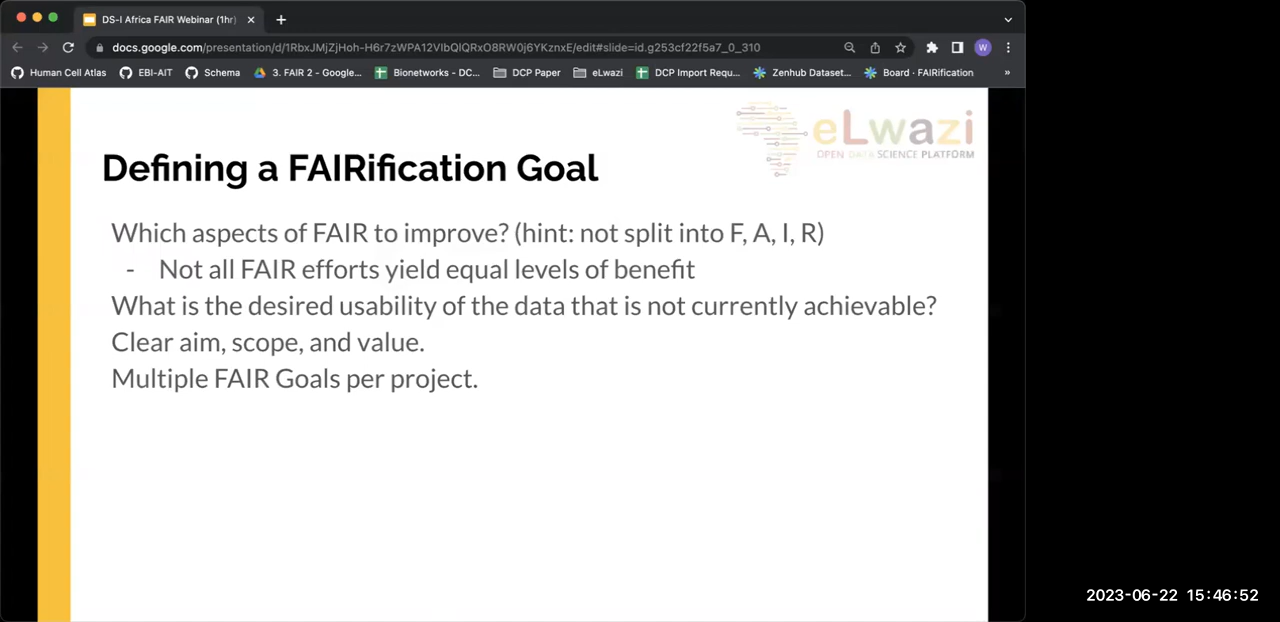 DS-I Africa FAIR Webinar (1hr)
docs.google.com/presentation/d/1RbxJMjZjHoh-H6r7zWPA12VIbQIQRxO8RW0j6YKznxE/edit#slide=id.g253cf22f5a7_0_310
W
Human Cell Atlas
EBI-AIT
Schema
3. FAIR 2 - Google...
Bionetworks - DC...
DCP Paper
eLwazi
DCP Import Requ...
Zenhub Dataset...
Board · FAIRification
»
eLwazi
OPEN DATA SCIENCE PLATFORM
Defining a FAIRification Goal
Which aspects of FAIR to improve? (hint: not split into F, A, I, R)
- Not all FAIR efforts yield equal levels of benefit
What is the desired usability of the data that is not currently achievable?
Clear aim, scope, and value.
Multiple FAIR Goals per project.
2023-06-22 15:46:52